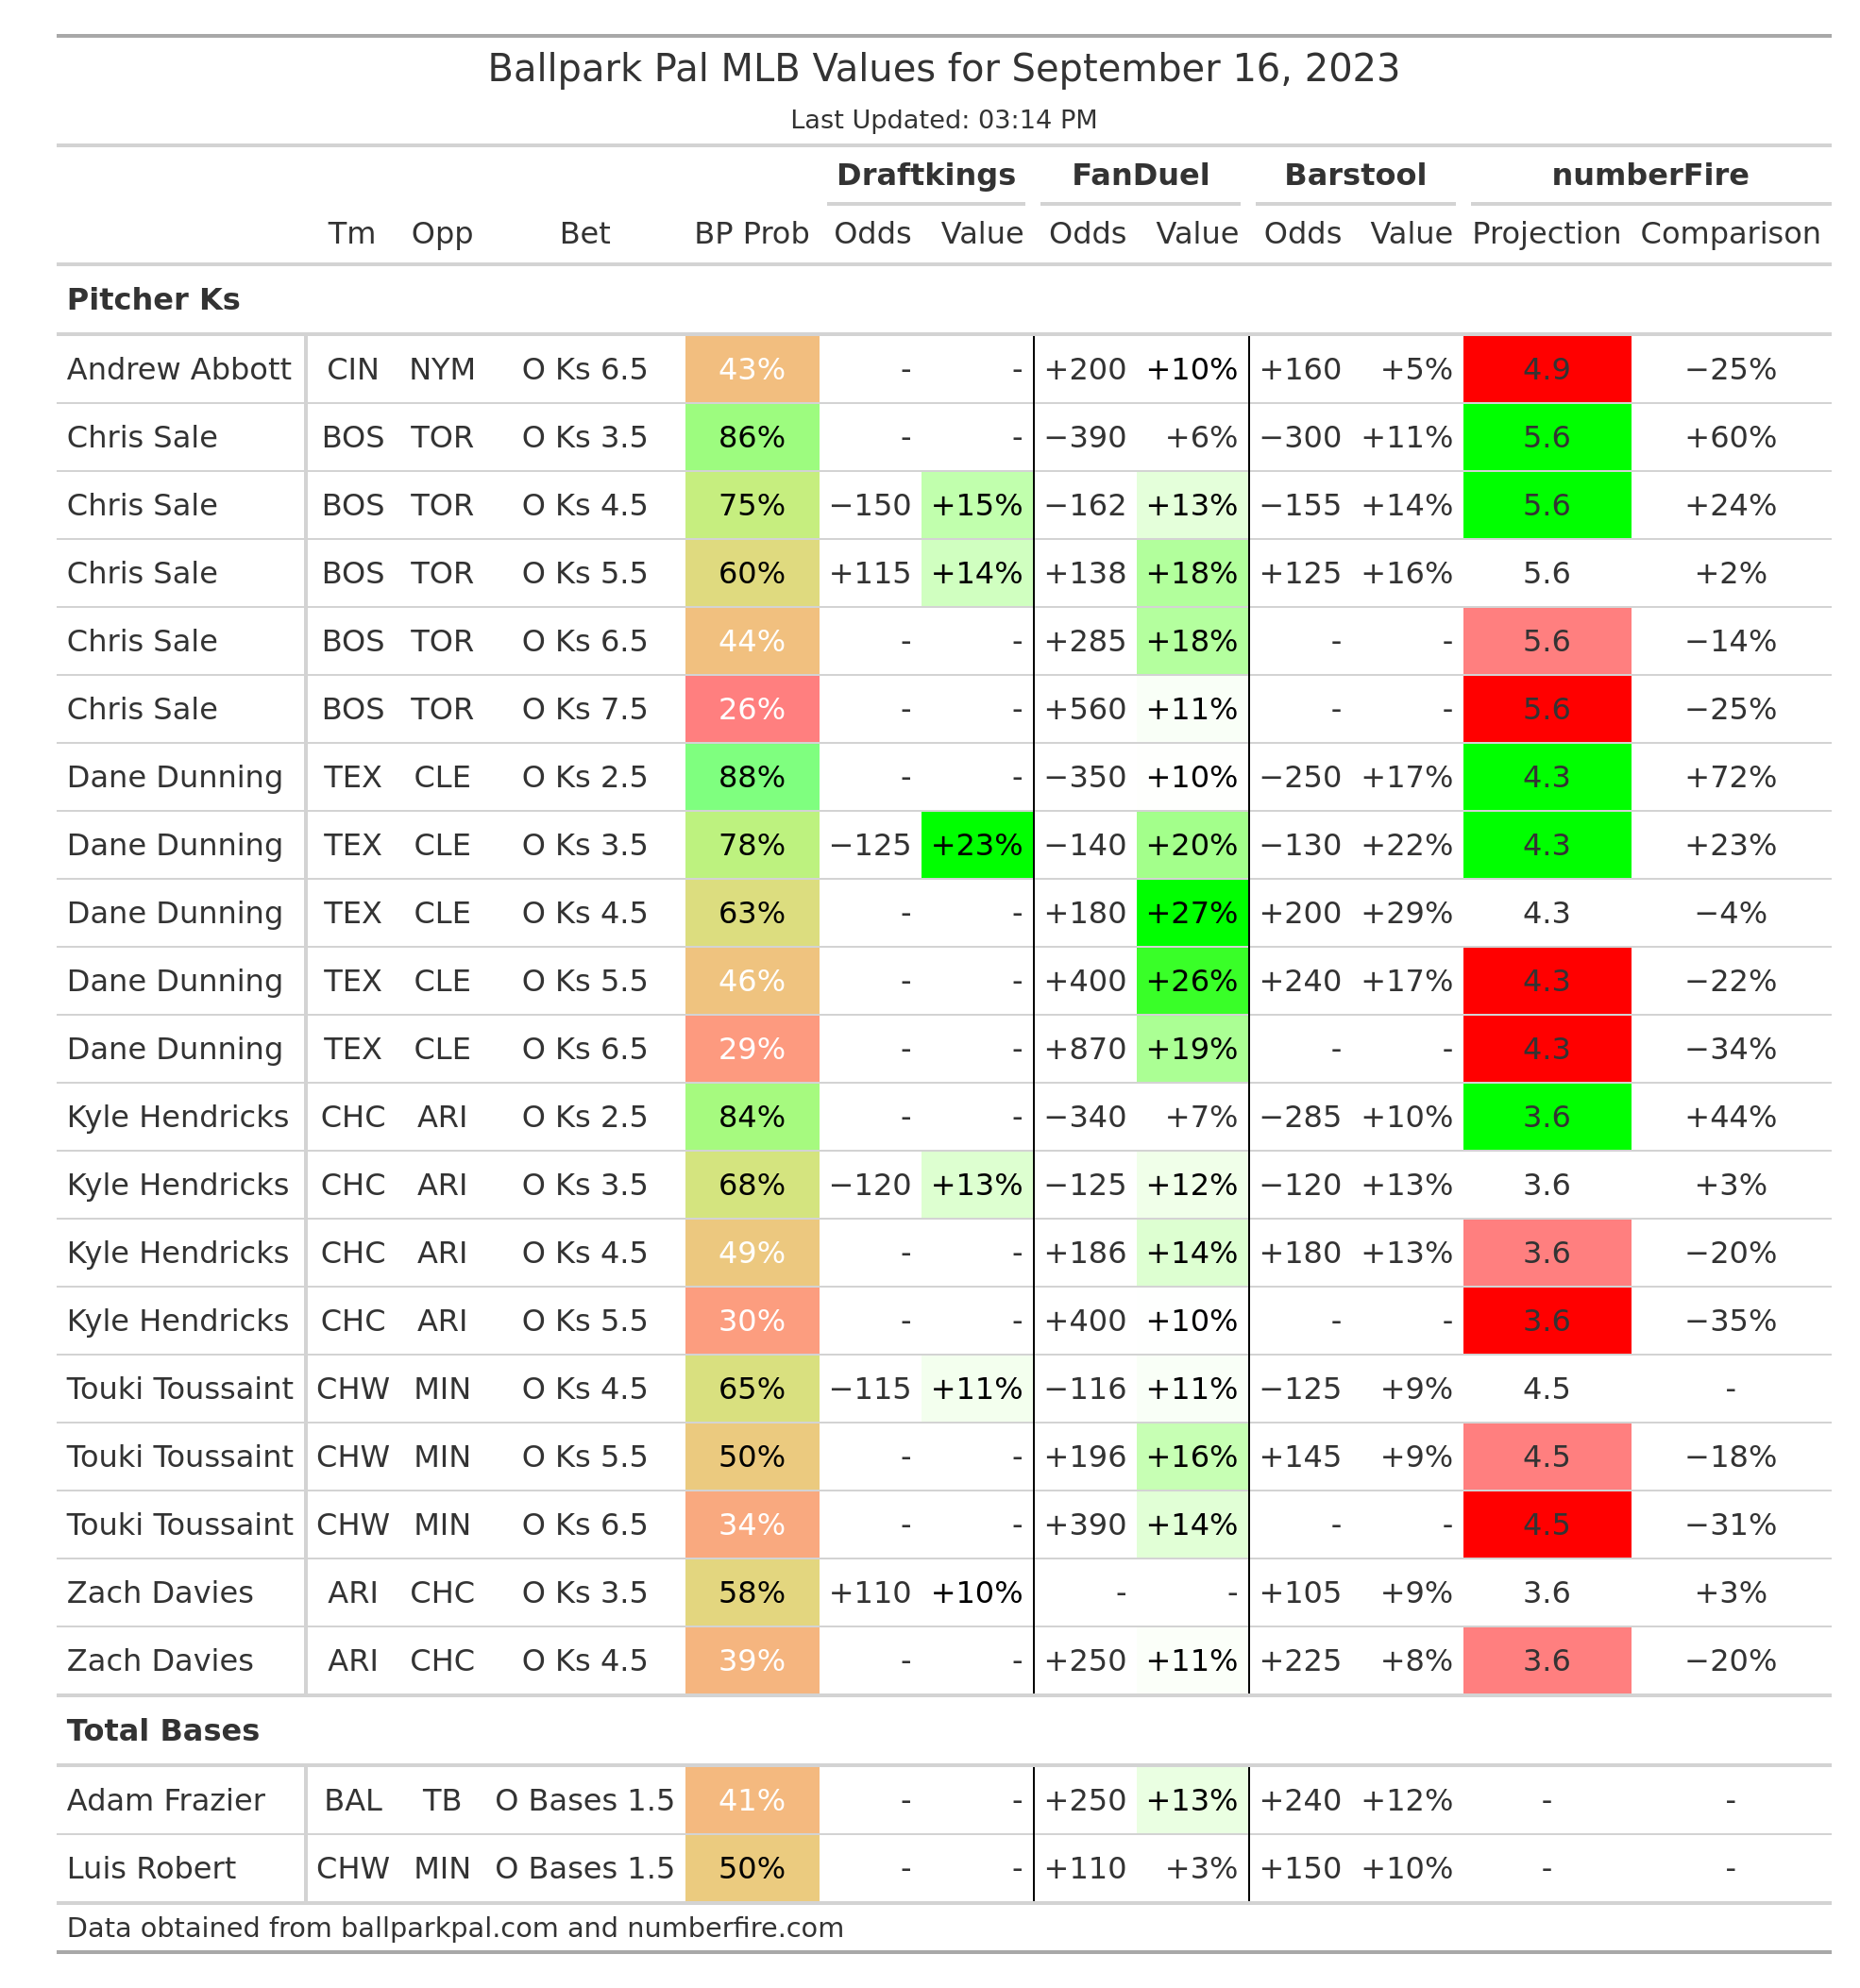 Ballpark Pal MLB Values for September 16, 2023
Last Updated: 03:14 PM
Draftkings FanDuel Barstool numberFire
Tm Opp Bet BP Prob Odds Value Odds Value Odds Value Projection Comparison
Pitcher Ks
Andrew Abbott CIN NYM O Ks 6.5 43% - - +200 +10% +160 +5% 4.9 −25%
Chris Sale BOS TOR O Ks 3.5 86% - - −390 +6% −300 +11% 5.6 +60%
Chris Sale BOS TOR O Ks 4.5 75% −150 +15% −162 +13% −155 +14% 5.6 +24%
Chris Sale BOS TOR O Ks 5.5 60% +115 +14% +138 +18% +125 +16% 5.6 +2%
Chris Sale BOS TOR O Ks 6.5 44% - - +285 +18% - - 5.6 −14%
Chris Sale BOS TOR O Ks 7.5 26% - - +560 +11% - - 5.6 −25%
Dane Dunning TEX CLE O Ks 2.5 88% - - −350 +10% −250 +17% 4.3 +72%
Dane Dunning TEX CLE O Ks 3.5 78% −125 +23% −140 +20% −130 +22% 4.3 +23%
Dane Dunning TEX CLE O Ks 4.5 63% - - +180 +27% +200 +29% 4.3 −4%
Dane Dunning TEX CLE O Ks 5.5 46% - - +400 +26% +240 +17% 4.3 −22%
Dane Dunning TEX CLE O Ks 6.5 29% - - +870 +19% - - 4.3 −34%
Kyle Hendricks CHC ARI O Ks 2.5 84% - - −340 +7% −285 +10% 3.6 +44%
Kyle Hendricks CHC ARI O Ks 3.5 68% −120 +13% −125 +12% −120 +13% 3.6 +3%
Kyle Hendricks CHC ARI O Ks 4.5 49% - - +186 +14% +180 +13% 3.6 −20%
Kyle Hendricks CHC ARI O Ks 5.5 30% - - +400 +10% - - 3.6 −35%
Touki Toussaint CHW MIN O Ks 4.5 65% −115 +11% −116 +11% −125 +9% 4.5 -
Touki Toussaint CHW MIN O Ks 5.5 50% - - +196 +16% +145 +9% 4.5 −18%
Touki Toussaint CHW MIN O Ks 6.5 34% - - +390 +14% - - 4.5 −31%
Zach Davies ARI CHC O Ks 3.5 58% +110 +10% - - +105 +9% 3.6 +3%
Zach Davies ARI CHC O Ks 4.5 39% - - +250 +11% +225 +8% 3.6 −20%
Total Bases
Adam Frazier BAL TB O Bases 1.5 41% - - +250 +13% +240 +12% - -
Luis Robert CHW MIN O Bases 1.5 50% - - +110 +3% +150 +10% - -
Data obtained from ballparkpal.com and numberfire.com